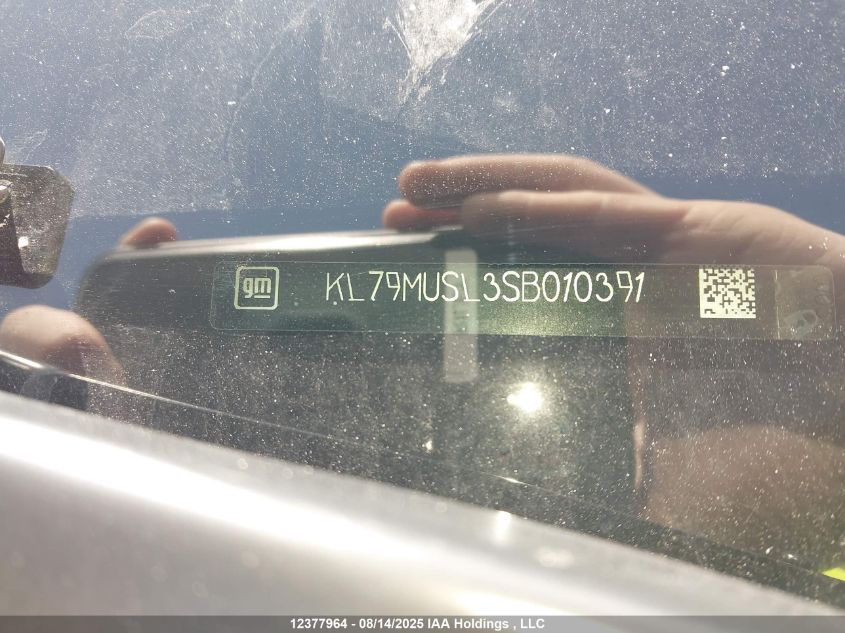 gm KL79MUSL3SB010391
12377964 - 08/14/2025 IAA Holdings , LLC